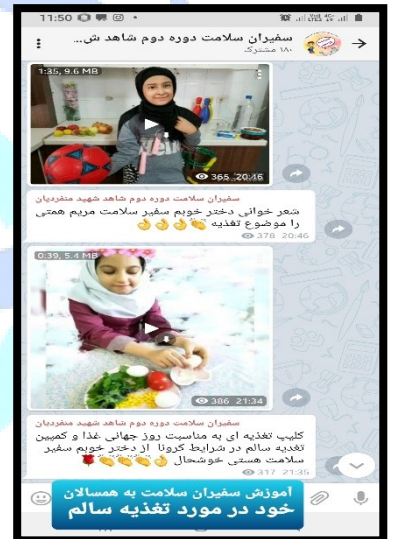 11:50
سفیران سلامت دوره دوم شاهد ش...
۱۸۰ مشترک
1:35, 9.6 MB
365 20:46
سفیران سلامت دوره دوم شاهد شهید منفردیان
شعر خوانی دختر خوبم سفیر سلامت مریم همتی
را موضوع تغذیه 👏👌👌👌
378 20:46
0:39, 5.4 MB
386 21:34
سفیران سلامت دوره دوم شاهد شهید منفردیان
کلیپ تغذیه ای به مناسبت روز جهانی غذا و کمپین
تغذیه سالم در شرایط کرونا از دختر خوبم سفیر
سلامت هستی خوشحال 👌👏👏👏🌹
317 21:35
آموزش سفیران سلامت به همسالان
خود در مورد تغذیه سالم